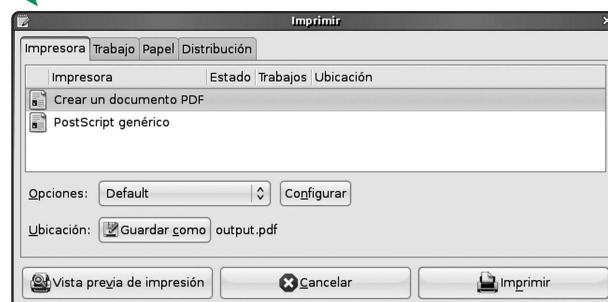 Imprimir
Impresora Trabajo Papel Distribución
Impresora Estado Trabajos Ubicación
Crear un documento PDF
PostScript genérico
Opciones: Default Configurar
Ubicación: Guardar como output.pdf
Vista previa de impresión Cancelar Imprimir